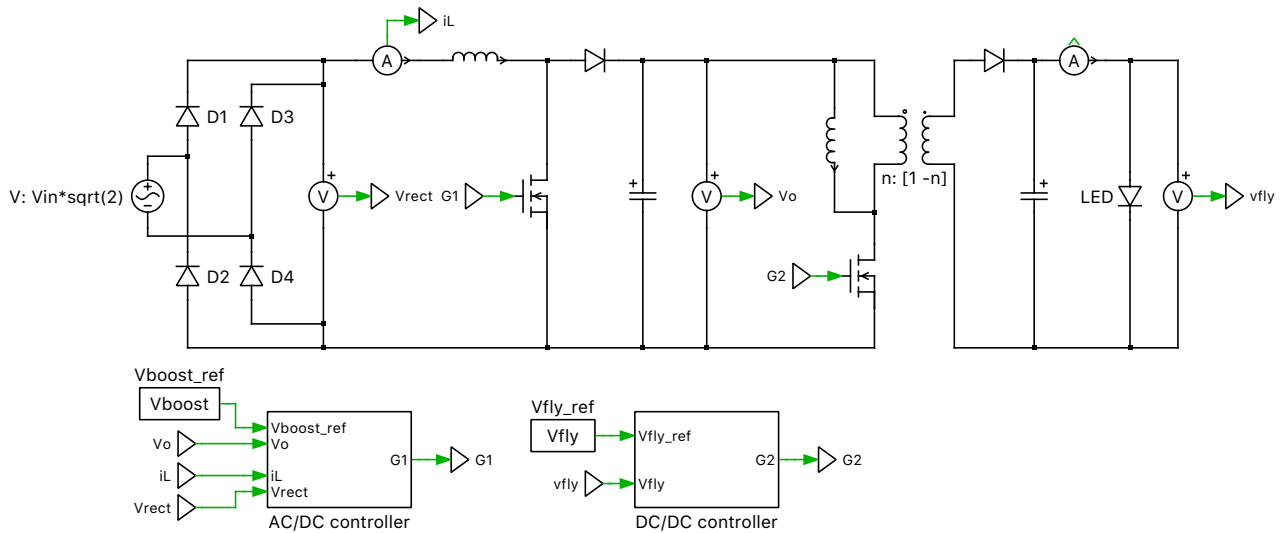 iL
A
A
D1
D3
n: [1 -n]
V: Vin*sqrt(2)
V
Vrect
G1
V
Vo
LED
V
vfly
D2
D4
G2
Vboost_ref
Vboost
Vfly_ref
Vfly
Vboost_ref
Vo
Vo
Vfly_ref
G1
G1
G2
G2
iL
iL
vfly
Vfly
Vrect
Vrect
AC/DC controller
DC/DC controller